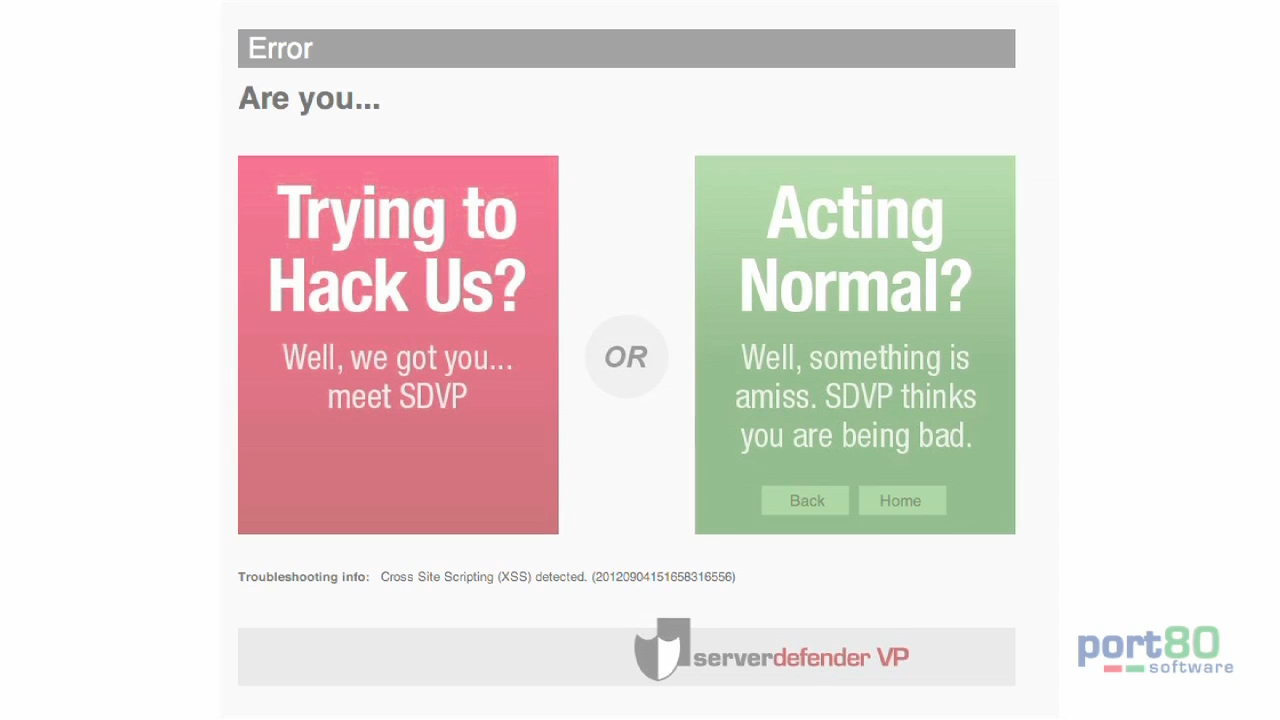 Error
Are you...
Trying to
Hack Us?
Well, we got you...
meet SDVP
OR
Acting
Normal?
Well, something is
amiss. SDVP thinks
you are being bad.
Back
Home
Troubleshooting info: Cross Site Scripting (XSS) detected. (20120904151658316556)
serverdefender VP
port80
software